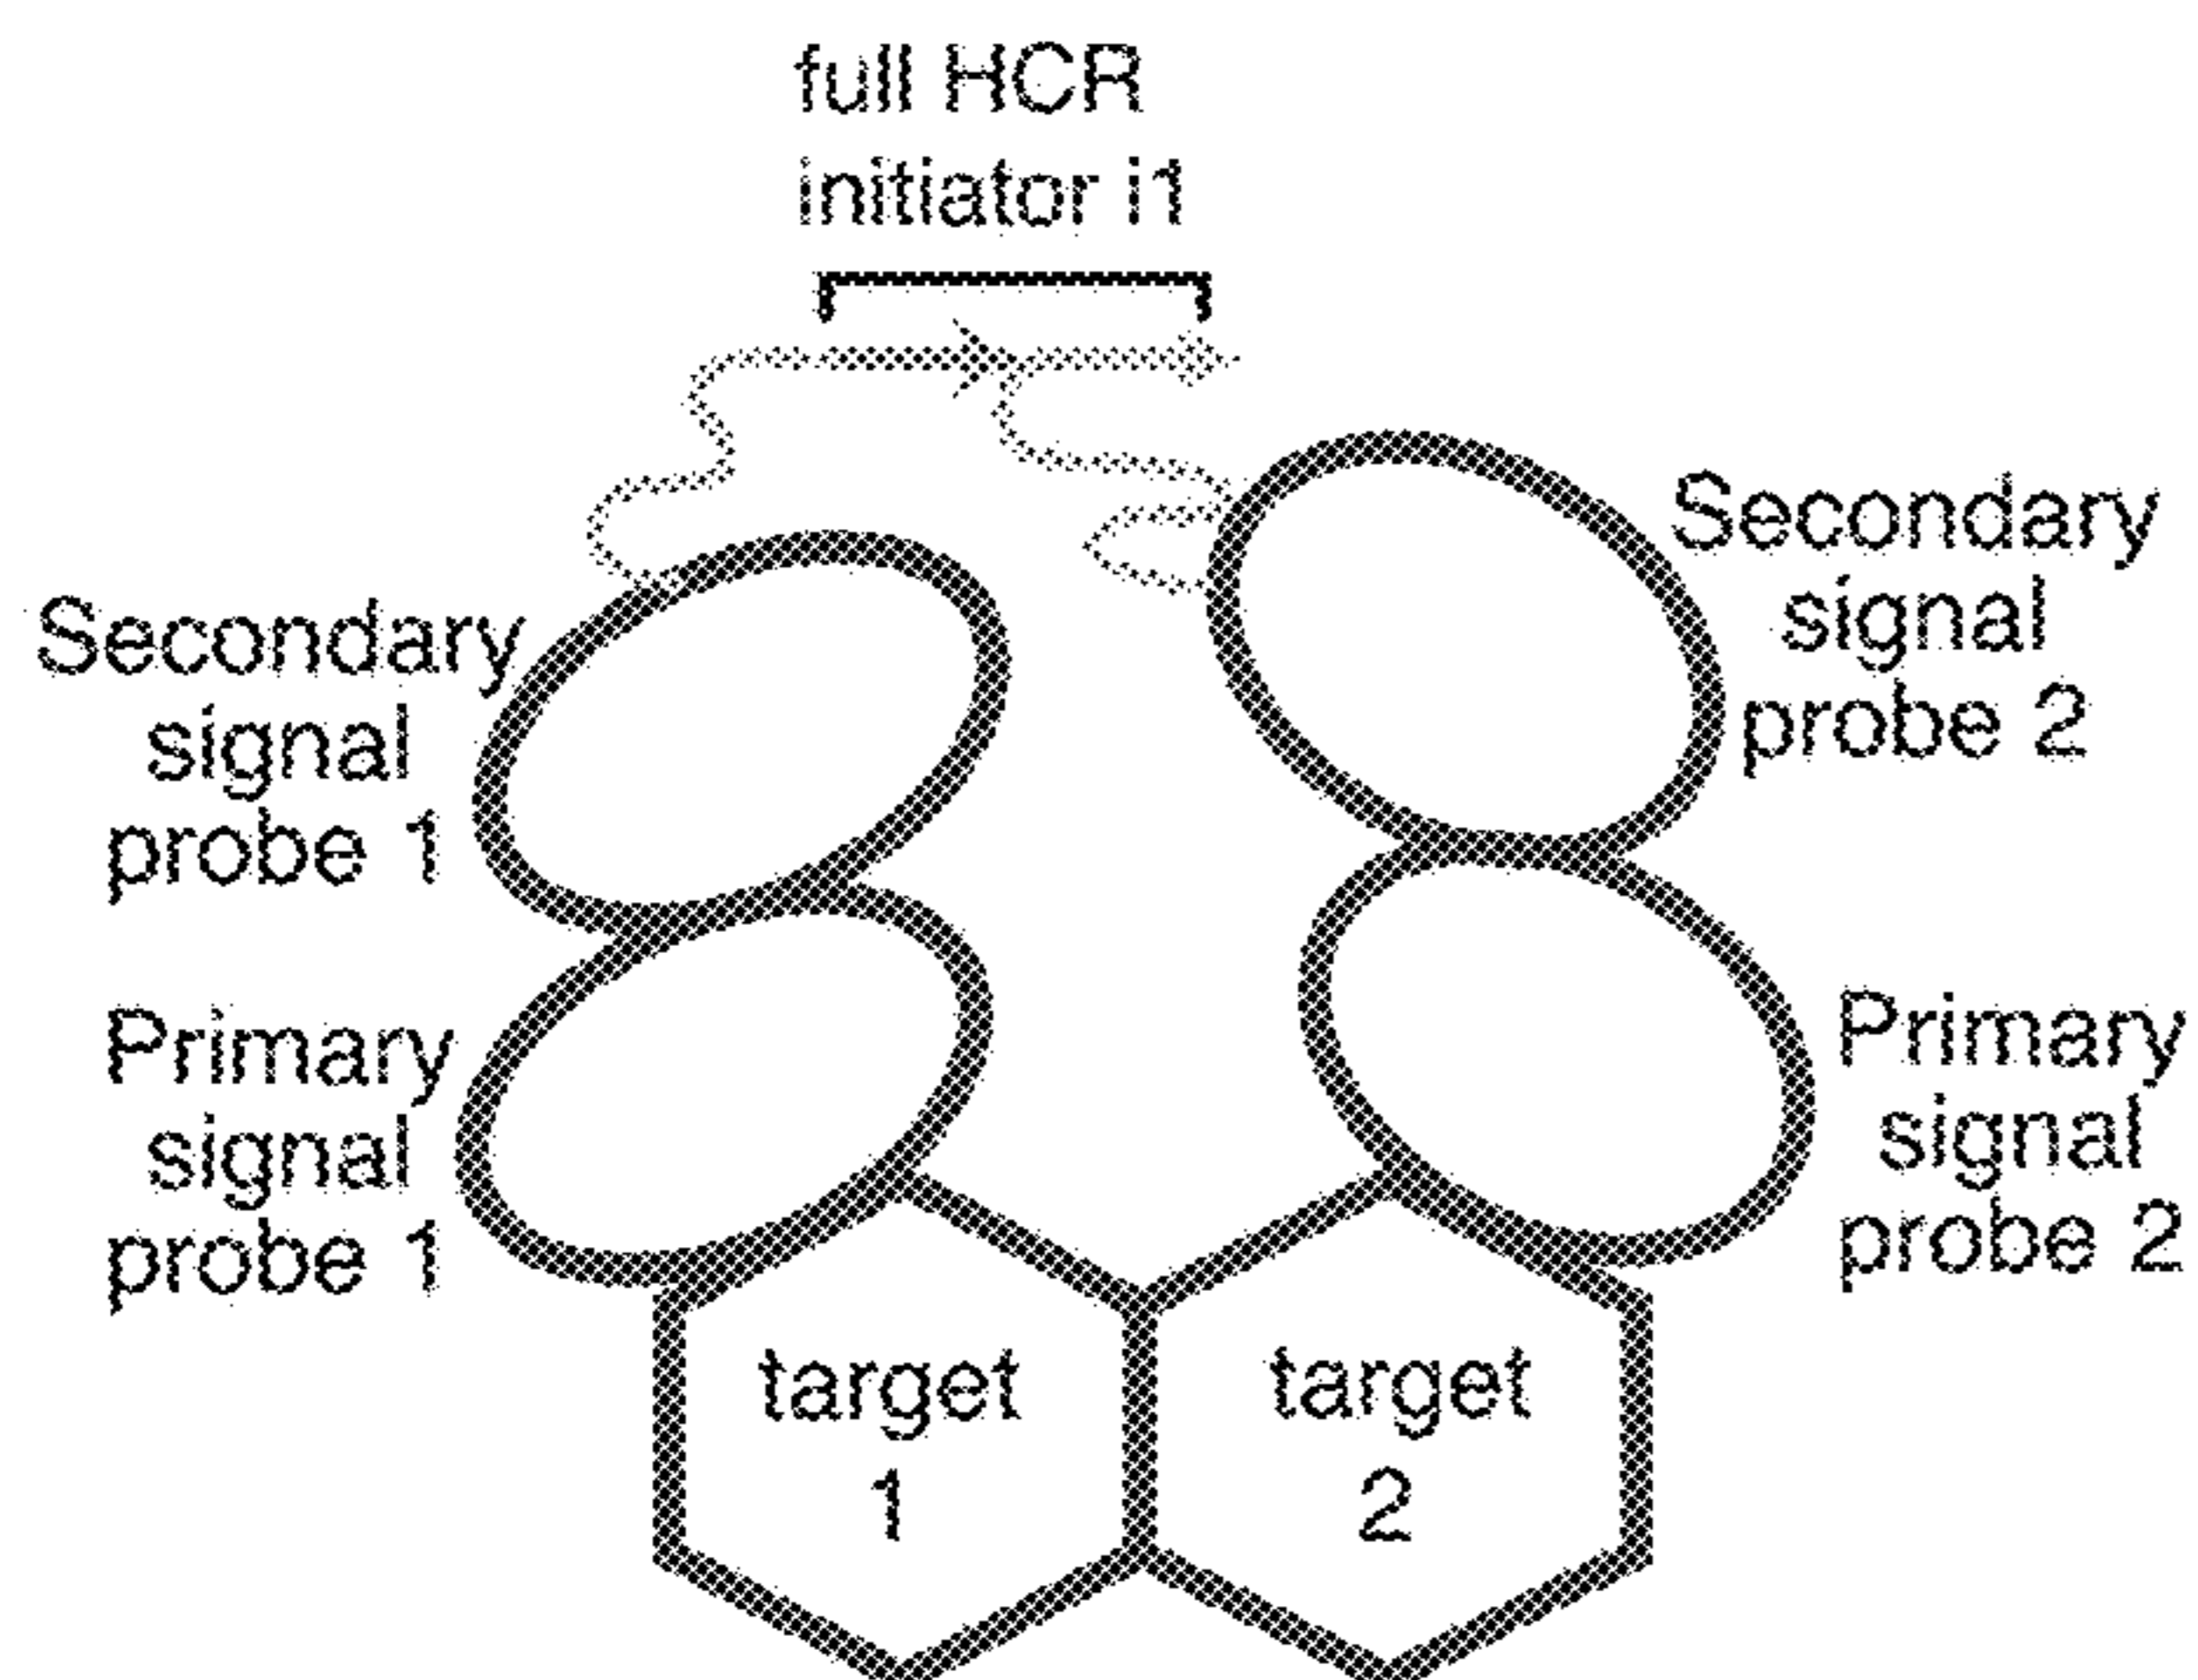 full HCR
initiator i1
Secondary
signal
probe 1
Secondary
signal
probe 2
Primary
signal
probe 1
Primary
signal
probe 2
target
1
target
2